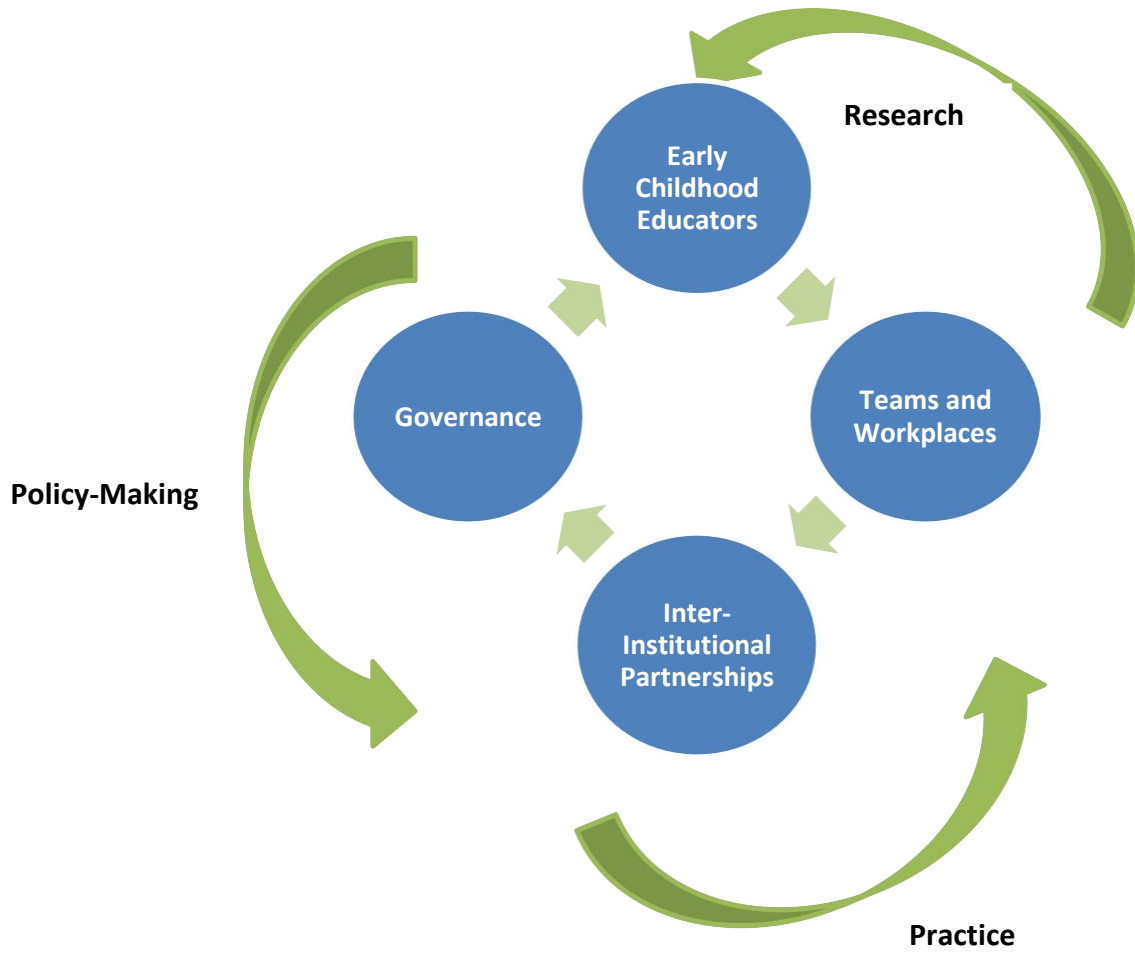 Research
Early
Childhood
Educators
Governance
Teams and
Workplaces
Policy-Making
Inter-
Institutional
Partnerships
Practice